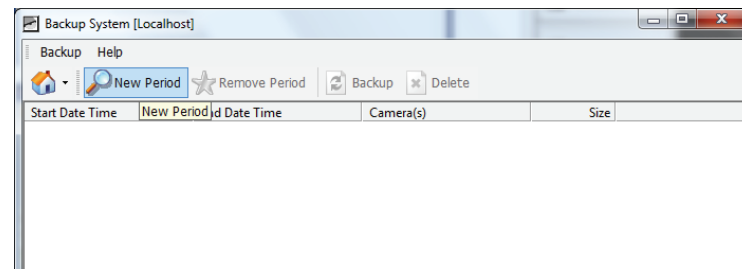 Backup System [Localhost]
Backup Help
New Period Remove Period Backup Delete
Start Date Time d Date Time Camera(s) Size
New Period